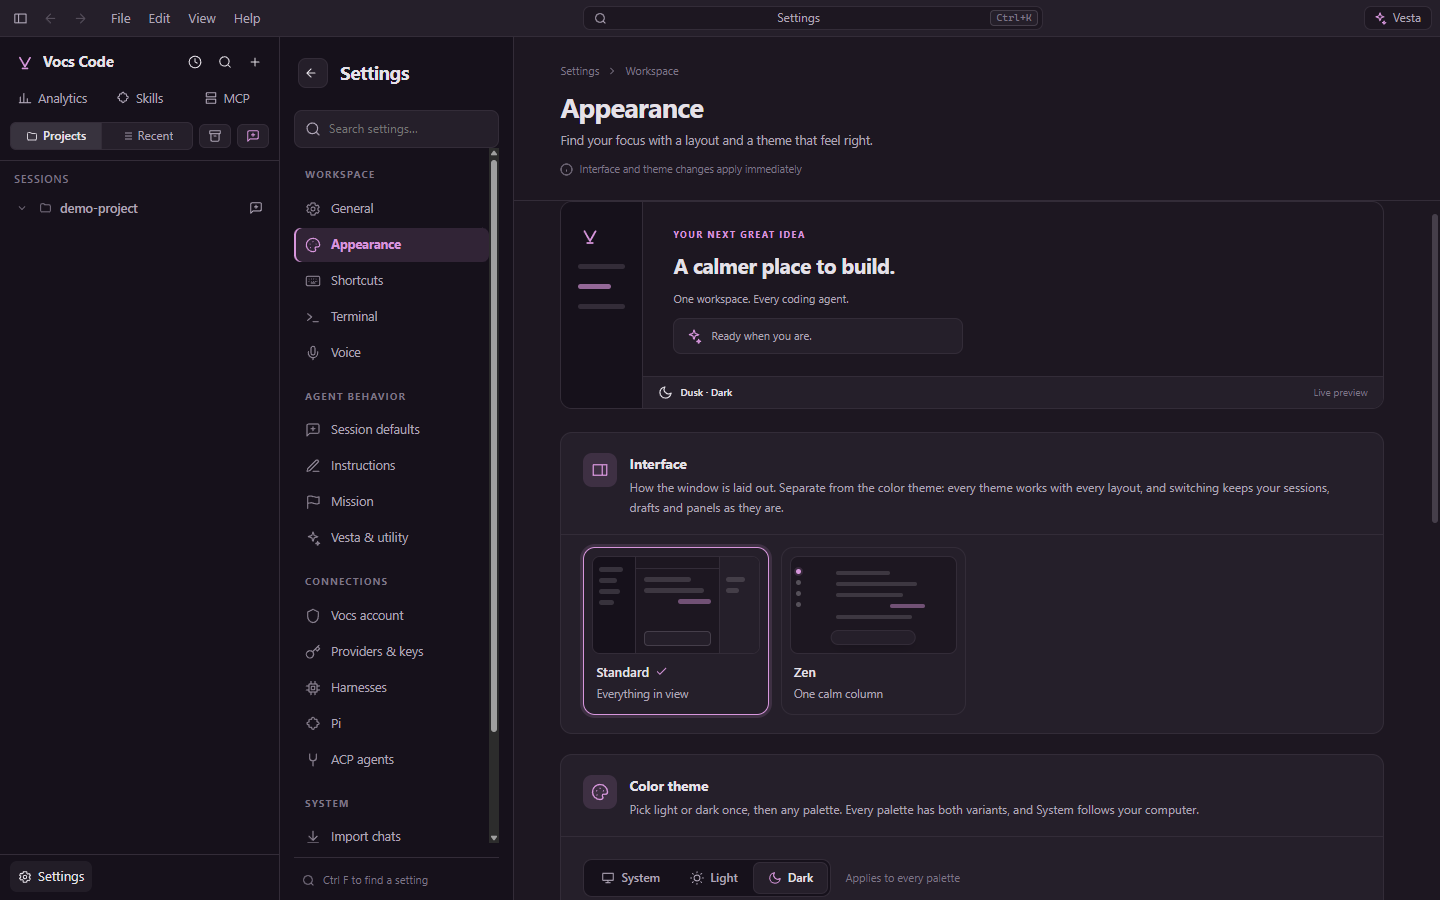 File Edit View Help
Settings
Ctrl+K
Vesta
Vocs Code
Analytics
Skills
MCP
Projects
Recent
SESSIONS
demo-project
Settings
Settings
Search settings...
WORKSPACE
General
Appearance
Shortcuts
Terminal
Voice
AGENT BEHAVIOR
Session defaults
Instructions
Mission
Vesta & utility
CONNECTIONS
Vocs account
Providers & keys
Harnesses
Pi
ACP agents
SYSTEM
Import chats
Ctrl F to find a setting
Settings > Workspace
Appearance
Find your focus with a layout and a theme that feel right.
Interface and theme changes apply immediately
YOUR NEXT GREAT IDEA
A calmer place to build.
One workspace. Every coding agent.
Ready when you are.
Dusk · Dark
Live preview
Interface
How the window is laid out. Separate from the color theme: every theme works with every layout, and switching keeps your sessions,
drafts and panels as they are.
Standard
Everything in view
Zen
One calm column
Color theme
Pick light or dark once, then any palette. Every palette has both variants, and System follows your computer.
System
Light
Dark
Applies to every palette